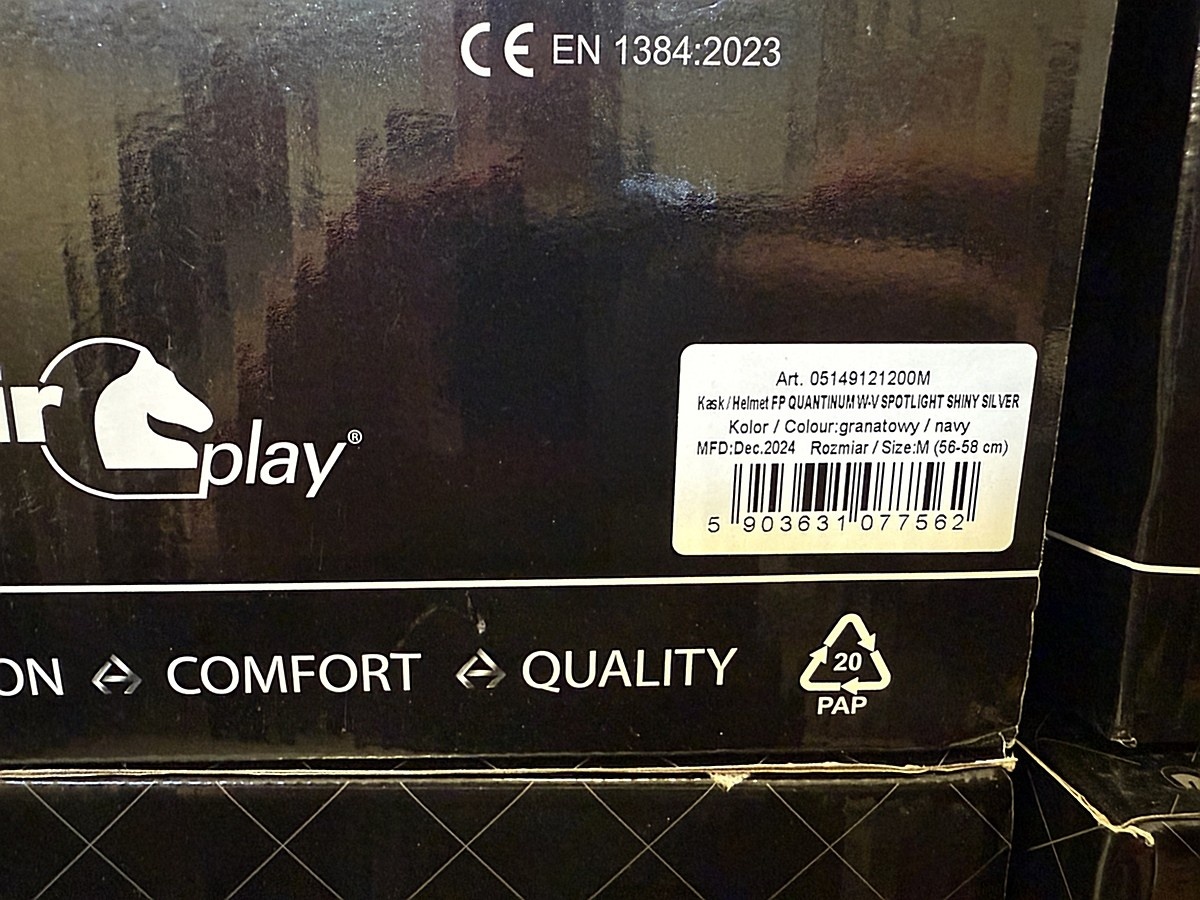 CE EN 1384:2023
ir play®
Art. 05149121200M
Kask / Helmet FP QUANTINUM W-V SPOTLIGHT SHINY SILVER
Kolor / Colour:granatowy / navy
MFD:Dec.2024 Rozmiar / Size:M (56-58 cm)
5 903631 077562
ON COMFORT QUALITY
20
PAP